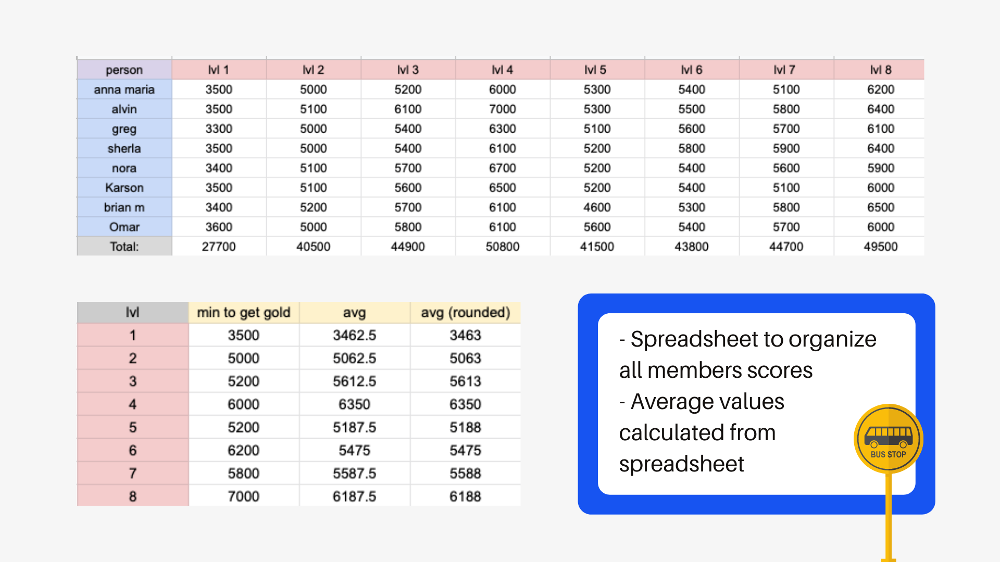 person lvl 1 lvl 2 lvl 3 lvl 4 lvl 5 lvl 6 lvl 7 lvl 8
anna maria 3500 5000 5200 6000 5300 5400 5100 6200
alvin 3500 5100 6100 7000 5300 5500 5800 6400
greg 3300 5000 5400 6300 5100 5600 5700 6100
sherla 3500 5000 5400 6100 5200 5800 5900 6400
nora 3400 5100 5700 6700 5200 5400 5600 5900
Karson 3500 5100 5600 6500 5200 5400 5100 6000
brian m 3400 5200 5700 6100 4600 5300 5800 6500
Omar 3600 5000 5800 6100 5600 5400 5700 6000
Total: 27700 40500 44900 50800 41500 43800 44700 49500
lvl min to get gold avg avg (rounded)
1 3500 3462.5 3463
2 5000 5062.5 5063
3 5200 5612.5 5613
4 6000 6350 6350
5 5200 5187.5 5188
6 6200 5475 5475
7 5800 5587.5 5588
8 7000 6187.5 6188
- Spreadsheet to organize
all members scores
- Average values
calculated from
spreadsheet
BUS STOP